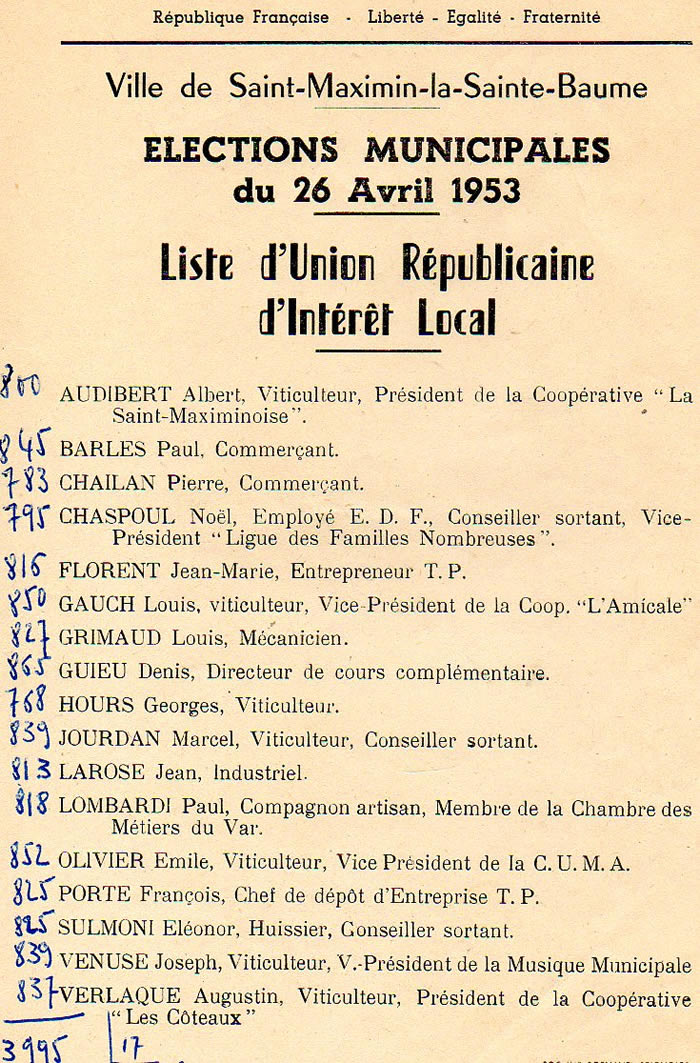 République Française - Liberté - Egalité - Fraternité
Ville de Saint-Maximin-la-Sainte-Baume
ELECTIONS MUNICIPALES
du 26 Avril 1953
Liste d'Union Républicaine
d'Intérêt Local
800 AUDIBERT Albert, Viticulteur, Président de la Coopérative “ La
Saint-Maximinoise ”.
845 BARLES Paul, Commerçant.
783 CHAILAN Pierre, Commerçant.
795 CHASPOUL Noël, Employé E. D. F., Conseiller sortant, Vice-
Président “ Ligue des Familles Nombreuses ”.
816 FLORENT Jean-Marie, Entrepreneur T. P.
850 GAUCH Louis, viticulteur, Vice-Président de la Coop. “L'Amicale”
827 GRIMAUD Louis, Mécanicien.
865 GUIEU Denis, Directeur de cours complémentaire.
768 HOURS Georges, Viticulteur.
839 JOURDAN Marcel, Viticulteur, Conseiller sortant.
813 LAROSE Jean, Industriel.
818 LOMBARDI Paul, Compagnon artisan, Membre de la Chambre des
Métiers du Var.
852 OLIVIER Emile, Viticulteur, Vice Président de la C. U. M. A.
825 PORTE François, Chef de dépôt d'Entreprise T. P.
825 SULMONI Eléonor, Huissier, Conseiller sortant.
839 VENUSE Joseph, Viticulteur, V.-Président de la Musique Municipale
837 VERLAQUE Augustin, Viticulteur, Président de la Coopérative
“ Les Côteaux ”
3995 17